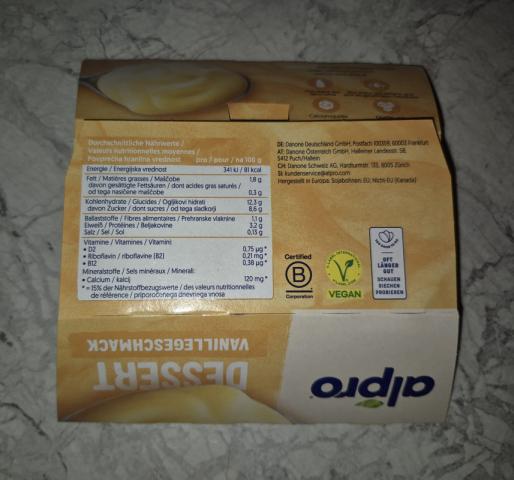 Durchschnittliche Nährwerte /
Valeurs nutritionnelles moyennes /
Povprečna hranilna vrednost pro / pour / na 100 g
Energie / Energijska vrednost 341 kJ / 81 kcal
Fett / Matières grasses / Maščobe 1,8 g
davon gesättigte Fettsäuren / dont acides gras saturés /
od tega nasičene maščobe 0,3 g
Kohlenhydrate / Glucides / Ogljikovi hidrati 12,3 g
davon Zucker / dont sucres / od tega sladkorji 8,6 g
Ballaststoffe / Fibres alimentaires / Prehranske vlaknine 1,1 g
Eiweiß / Protéines / Beljakovine 3,2 g
Salz / Sel / Sol 0,13 g
Vitamine / Vitamines / Vitamini:
• D2 0,75 µg *
• Riboflavin / riboflavine (B2) 0,21 mg *
• B12 0,38 µg *
Mineralstoffe / Sels minéraux / Minerali:
• Calcium / kalcij 120 mg *
* = 15% der Nährstoffbezugswerte / des valeurs nutritionnelles
de référence / priporočenega dnevnega vnosa
DE: Danone Deutschland GmbH, Postfach 100359, 60003 Frankfurt
AT: Danone Österreich GmbH, Halleiner Landesstr. 58,
5412 Puch/Hallein
CH: Danone Schweiz AG, Hardturmstr. 135, 8005 Zürich
SI: kundenservice@alpro.com
Hergestellt in Europa. Sojabohnen: EU, Nicht-EU (Kanada)
Certified
B
Corporation
VEGAN
OFT
LÄNGER
GUT
SCHAUEN
RIECHEN
PROBIEREN
alpro
DESSERT
VANILLEGESCHMACK